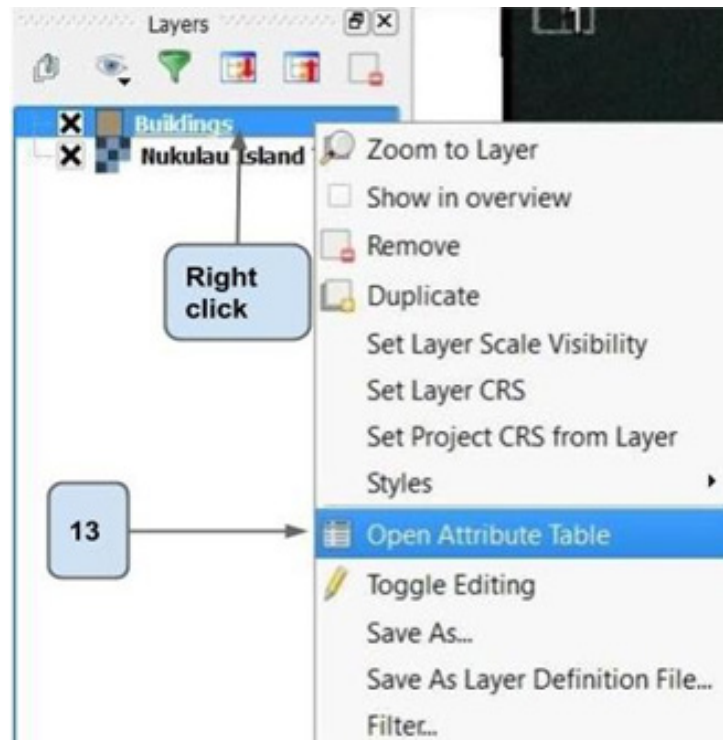 Layers
1
Buildings
Nukulau Island
Zoom to Layer
Show in overview
Remove
Right
click
Duplicate
Set Layer Scale Visibility
Set Layer CRS
Set Project CRS from Layer
Styles
13
Open Attribute Table
Toggle Editing
Save As...
Save As Layer Definition File...
Filter...